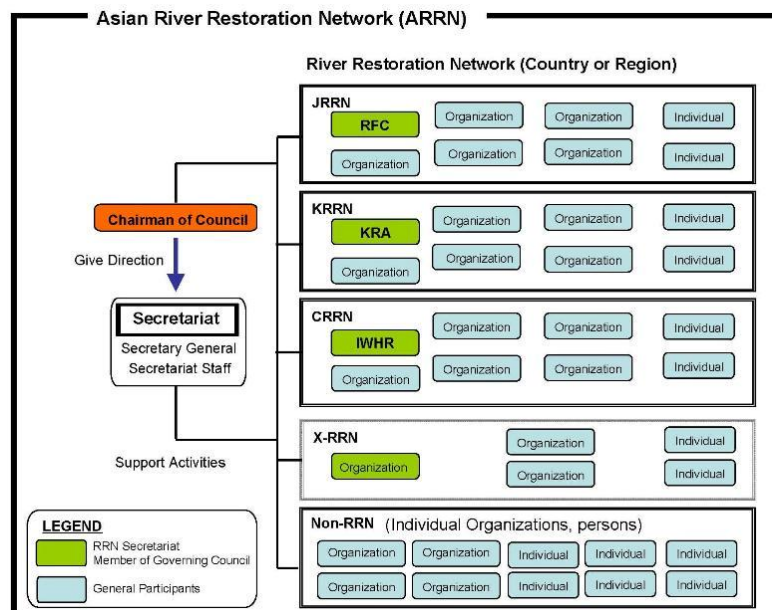 Asian River Restoration Network (ARRN)
River Restoration Network (Country or Region)
JRRN
RFC Organization Organization Individual
Organization Organization Organization Individual
Chairman of Council
Give Direction
Secretariat
Secretary General
Secretariat Staff
Support Activities
KRRN
KRA Organization Organization Individual
Organization Organization Organization Individual
CRRN
IWHR Organization Organization Individual
Organization Organization Organization Individual
X-RRN
Organization Individual
Organization Organization Individual
Non-RRN (Individual Organizations, persons)
Organization Organization Individual Individual Individual
Organization Organization Individual Individual Individual
LEGEND
RRN Secretariat
Member of Governing Council
General Participants